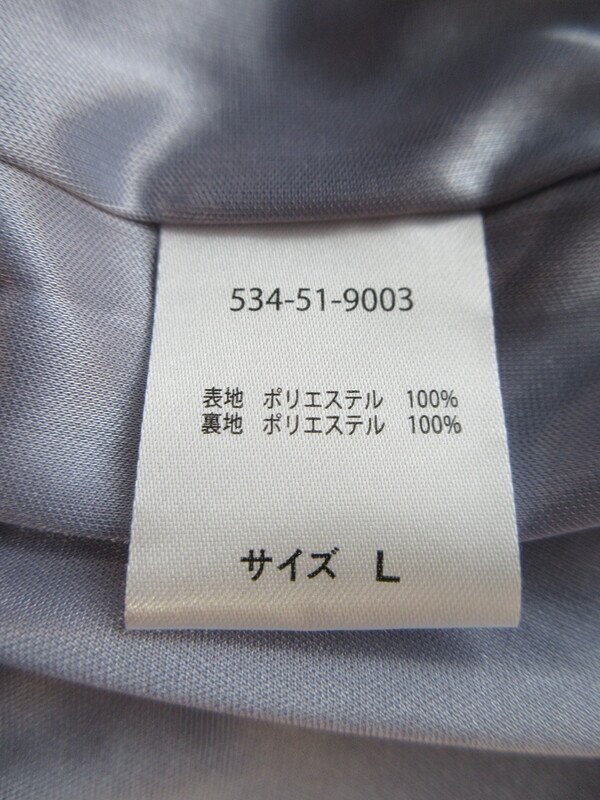 534-51-9003
表地 ポリエステル 100%
裏地 ポリエステル 100%
サイズ L